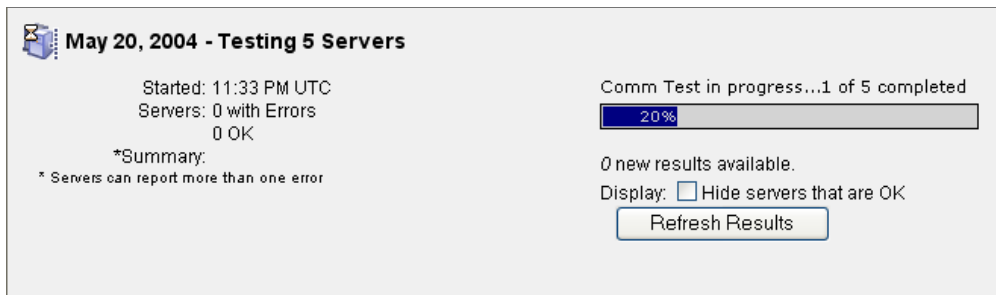 May 20, 2004 - Testing 5 Servers
Started: 11:33 PM UTC
Servers: 0 with Errors
0 OK
*Summary:
* Servers can report more than one error
Comm Test in progress...1 of 5 completed
20%
0 new results available.
Display: Hide servers that are OK
Refresh Results